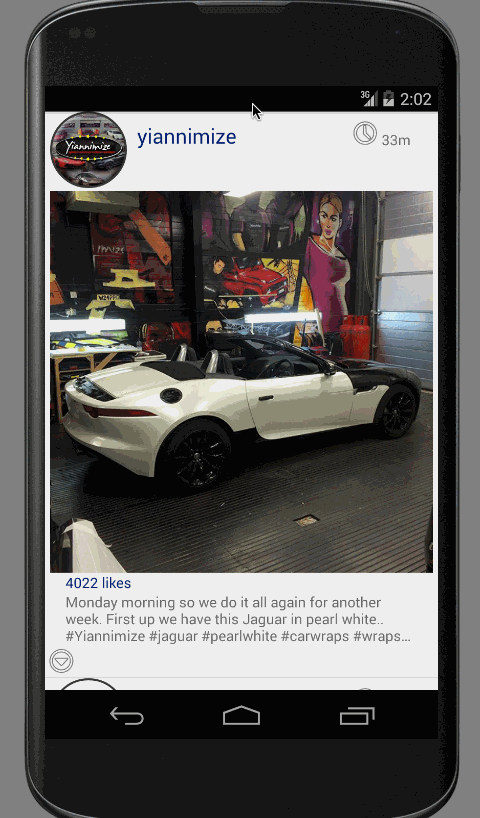 3G 2:02
Yiannimize
yiannimize
33m
4022 likes
Monday morning so we do it all again for another
week. First up we have this Jaguar in pearl white..
#Yiannimize #jaguar #pearlwhite #carwraps #wraps...